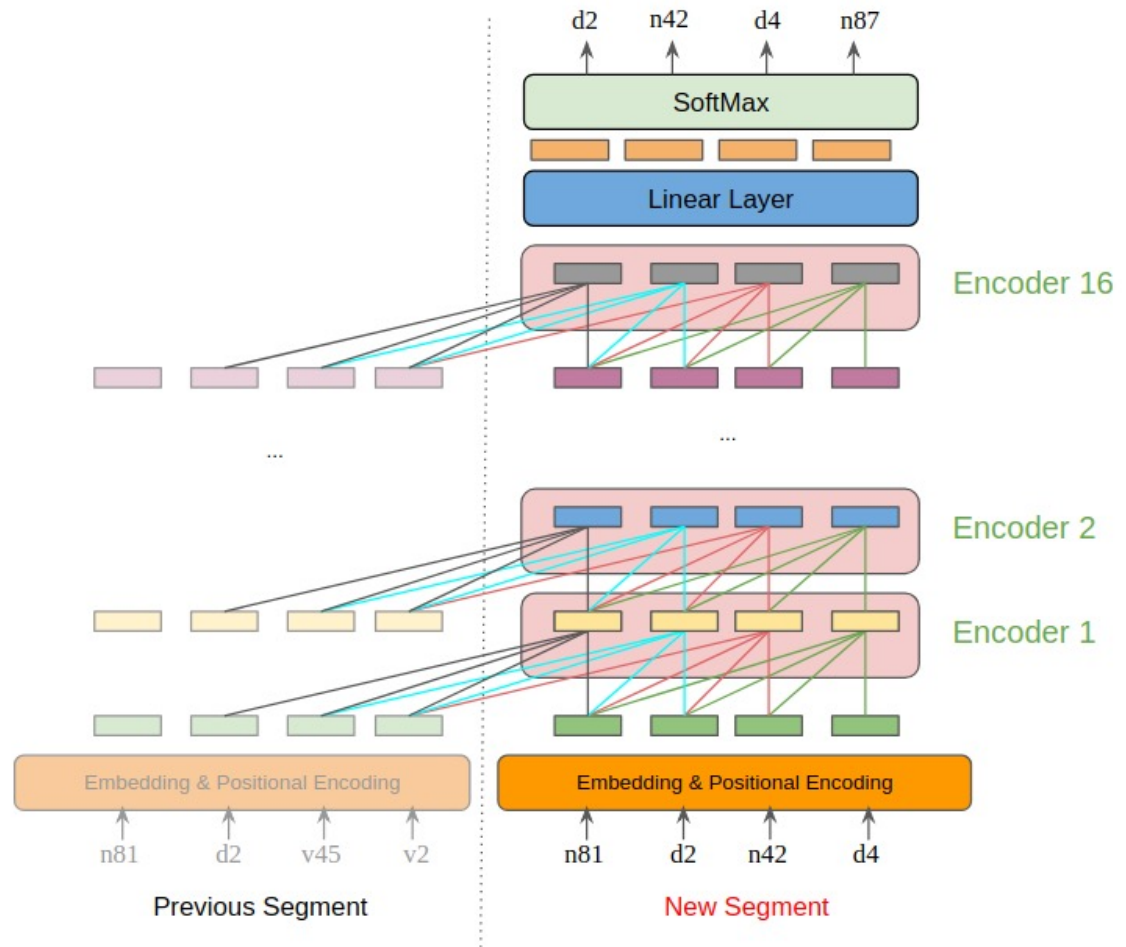 d2 n42 d4 n87
SoftMax
Linear Layer
Encoder 16
...
...
Encoder 2
Encoder 1
Embedding & Positional Encoding
Embedding & Positional Encoding
n81 d2 v45 v2
n81 d2 n42 d4
Previous Segment
New Segment